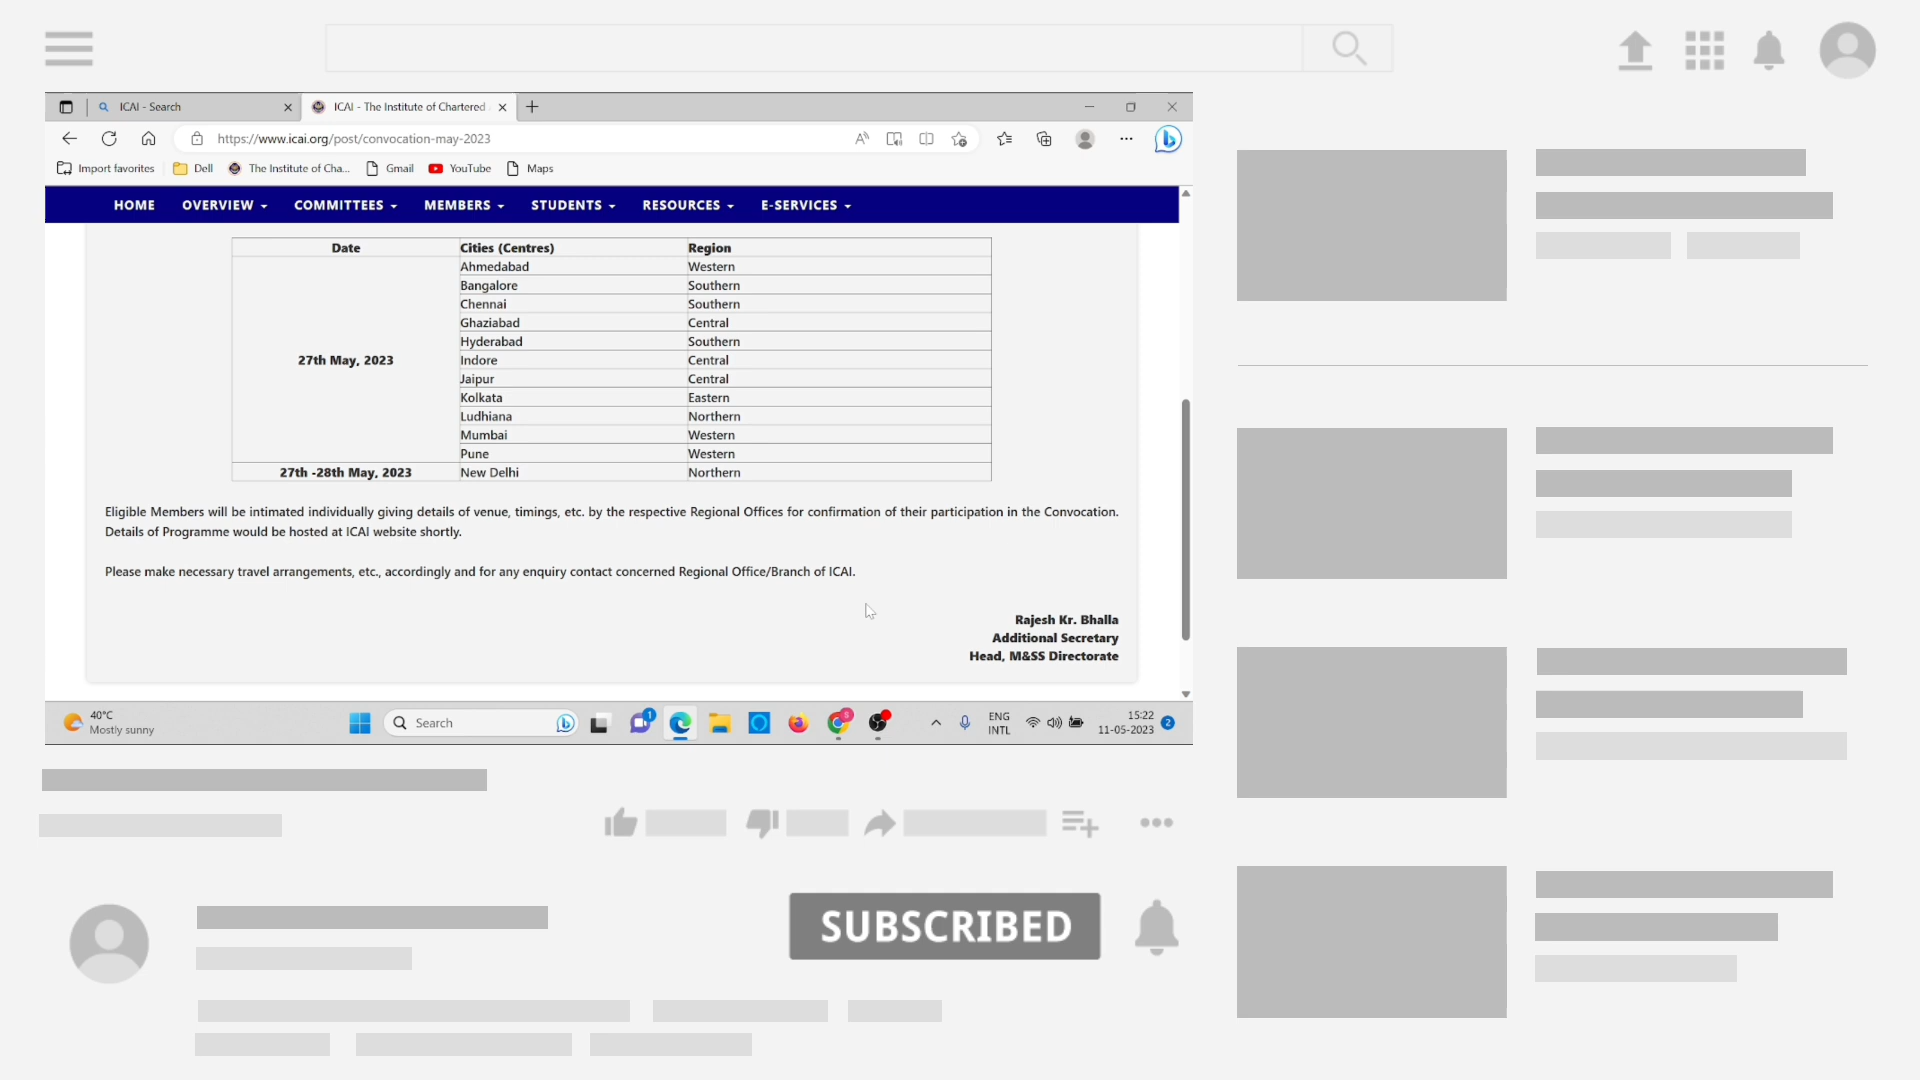 ICAI - Search
ICAI - The Institute of Chartered
https://www.icai.org/post/convocation-may-2023
Import favorites Dell The Institute of Cha... Gmail YouTube Maps
HOME OVERVIEW COMMITTEES MEMBERS STUDENTS RESOURCES E-SERVICES
Date Cities (Centres) Region
Ahmedabad Western
Bangalore Southern
Chennai Southern
Ghaziabad Central
Hyderabad Southern
27th May, 2023 Indore Central
Jaipur Central
Kolkata Eastern
Ludhiana Northern
Mumbai Western
Pune Western
27th -28th May, 2023 New Delhi Northern
Eligible Members will be intimated individually giving details of venue, timings, etc. by the respective Regional Offices for confirmation of their participation in the Convocation.
Details of Programme would be hosted at ICAI website shortly.
Please make necessary travel arrangements, etc., accordingly and for any enquiry contact concerned Regional Office/Branch of ICAI.
Rajesh Kr. Bhalla
Additional Secretary
Head, M&SS Directorate
40°C
Mostly sunny
Search
1
ENG
INTL
15:22
11-05-2023
2
SUBSCRIBED